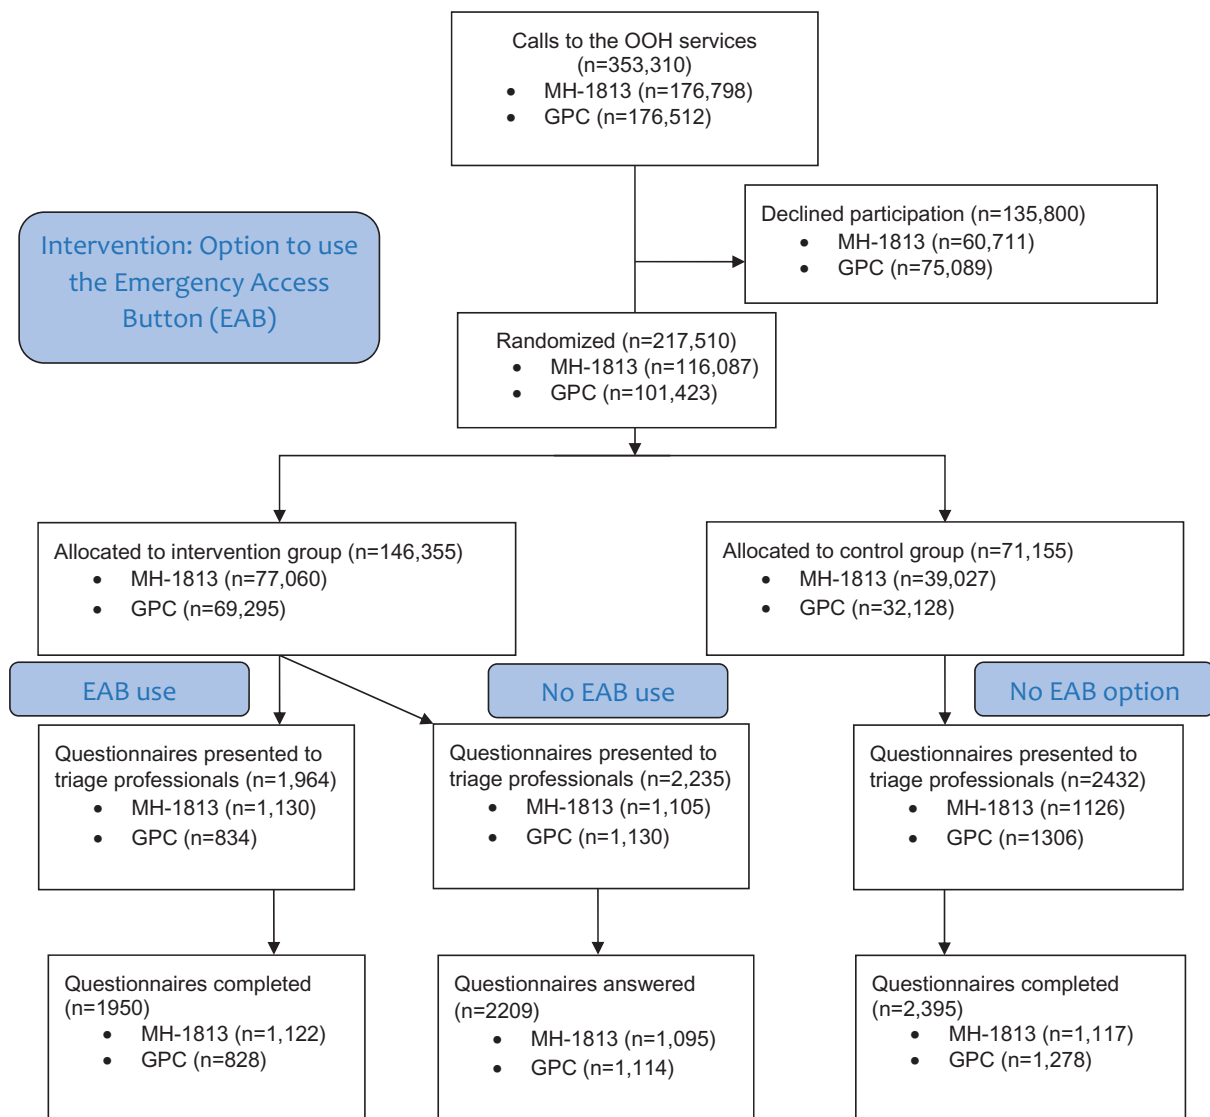 Calls to the OOH services
(n=353,310)
• MH-1813 (n=176,798)
• GPC (n=176,512)
Declined participation (n=135,800)
• MH-1813 (n=60,711)
• GPC (n=75,089)
Intervention: Option to use
the Emergency Access
Button (EAB)
Randomized (n=217,510)
• MH-1813 (n=116,087)
• GPC (n=101,423)
Allocated to intervention group (n=146,355)
• MH-1813 (n=77,060)
• GPC (n=69,295)
Allocated to control group (n=71,155)
• MH-1813 (n=39,027)
• GPC (n=32,128)
EAB use
No EAB use
No EAB option
Questionnaires presented to
triage professionals (n=1,964)
• MH-1813 (n=1,130)
• GPC (n=834)
Questionnaires presented to
triage professionals (n=2,235)
• MH-1813 (n=1,105)
• GPC (n=1,130)
Questionnaires presented to
triage professionals (n=2432)
• MH-1813 (n=1126)
• GPC (n=1306)
Questionnaires completed
(n=1950)
• MH-1813 (n=1,122)
• GPC (n=828)
Questionnaires answered
(n=2209)
• MH-1813 (n=1,095)
• GPC (n=1,114)
Questionnaires completed
(n=2,395)
• MH-1813 (n=1,117)
• GPC (n=1,278)